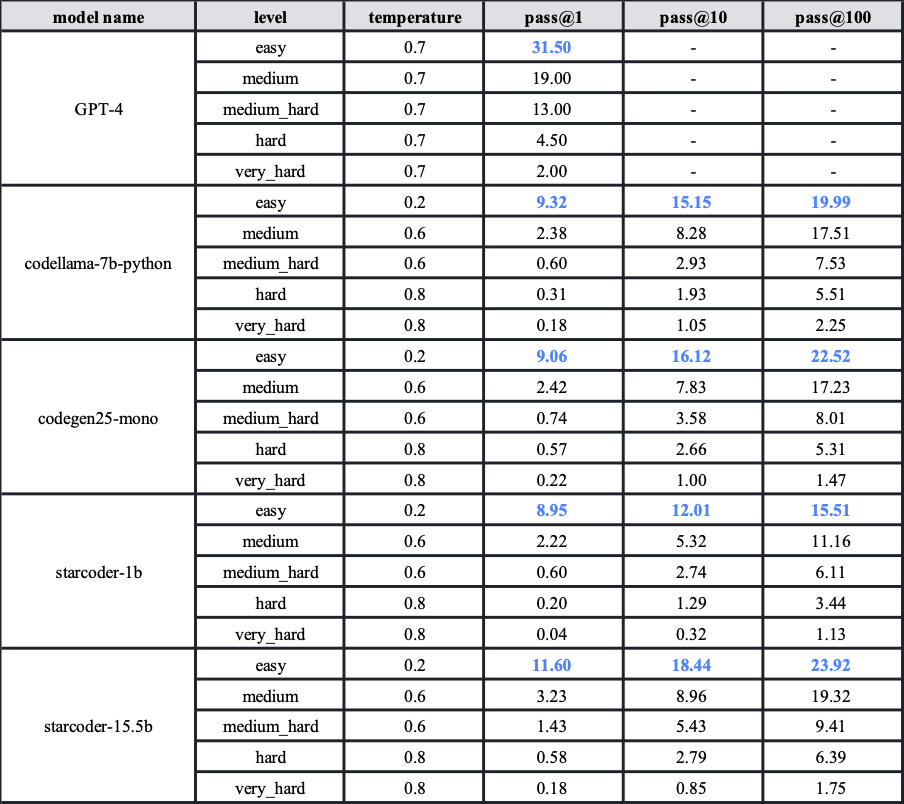 model name level temperature pass@1 pass@10 pass@100
easy 0.7 31.50 - -
medium 0.7 19.00 - -
GPT-4 medium_hard 0.7 13.00 - -
hard 0.7 4.50 - -
very_hard 0.7 2.00 - -
easy 0.2 9.32 15.15 19.99
medium 0.6 2.38 8.28 17.51
codellama-7b-python medium_hard 0.6 0.60 2.93 7.53
hard 0.8 0.31 1.93 5.51
very_hard 0.8 0.18 1.05 2.25
easy 0.2 9.06 16.12 22.52
medium 0.6 2.42 7.83 17.23
codegen25-mono medium_hard 0.6 0.74 3.58 8.01
hard 0.8 0.57 2.66 5.31
very_hard 0.8 0.22 1.00 1.47
easy 0.2 8.95 12.01 15.51
medium 0.6 2.22 5.32 11.16
starcoder-1b medium_hard 0.6 0.60 2.74 6.11
hard 0.8 0.20 1.29 3.44
very_hard 0.8 0.04 0.32 1.13
easy 0.2 11.60 18.44 23.92
medium 0.6 3.23 8.96 19.32
starcoder-15.5b medium_hard 0.6 1.43 5.43 9.41
hard 0.8 0.58 2.79 6.39
very_hard 0.8 0.18 0.85 1.75